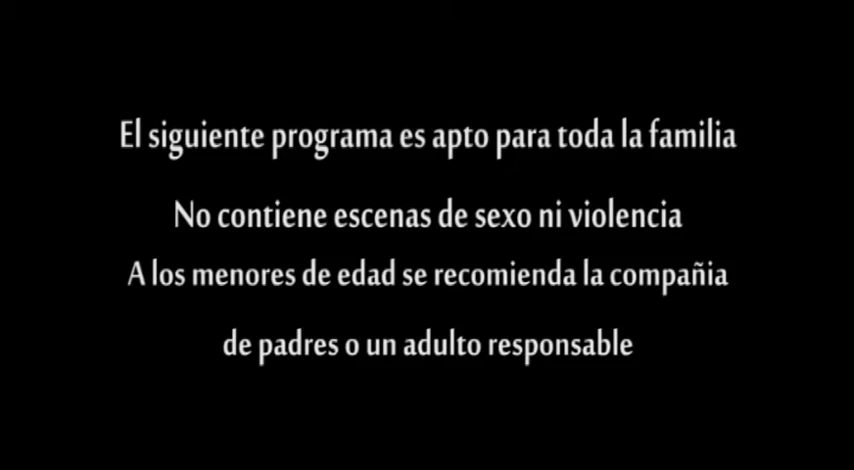 El siguiente programa es apto para toda la familia
No contiene escenas de sexo ni violencia
A los menores de edad se recomienda la compañia
de padres o un adulto responsable